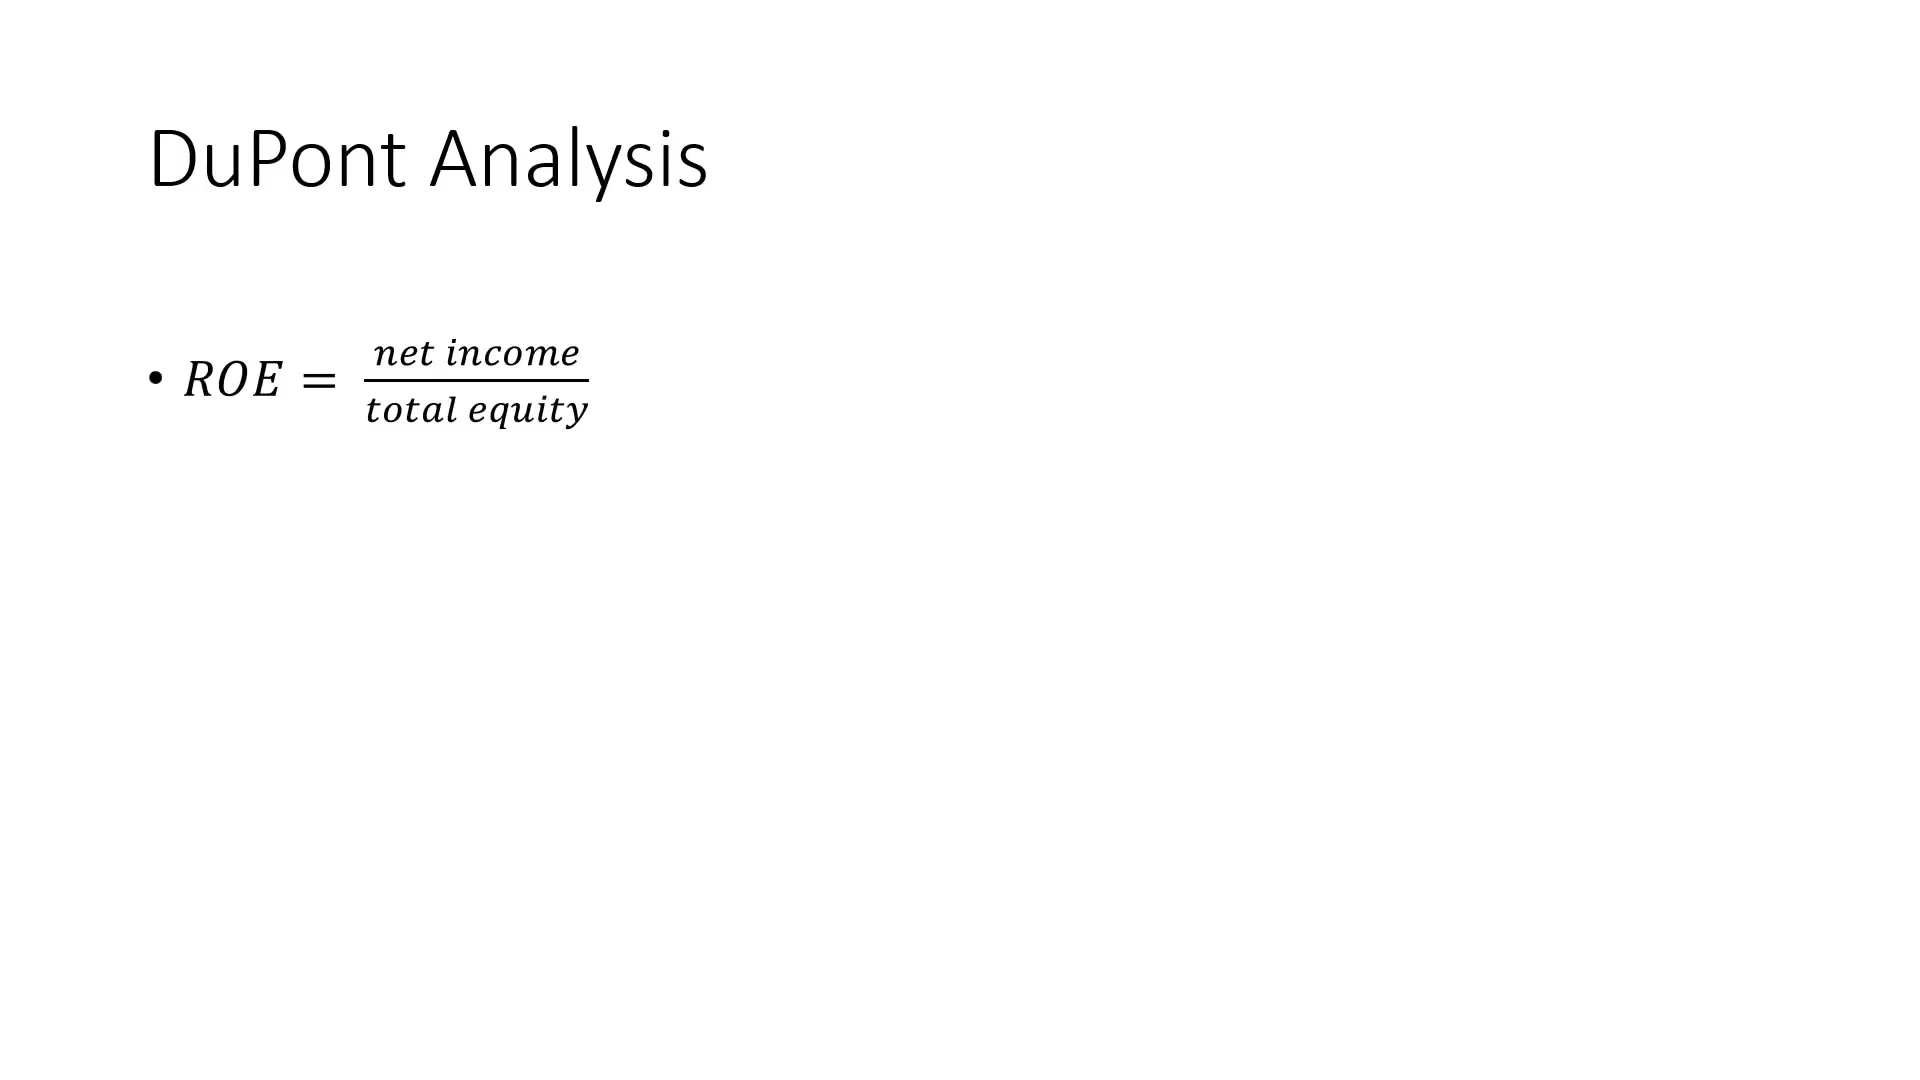 DuPont Analysis
• ROE = net income / total equity